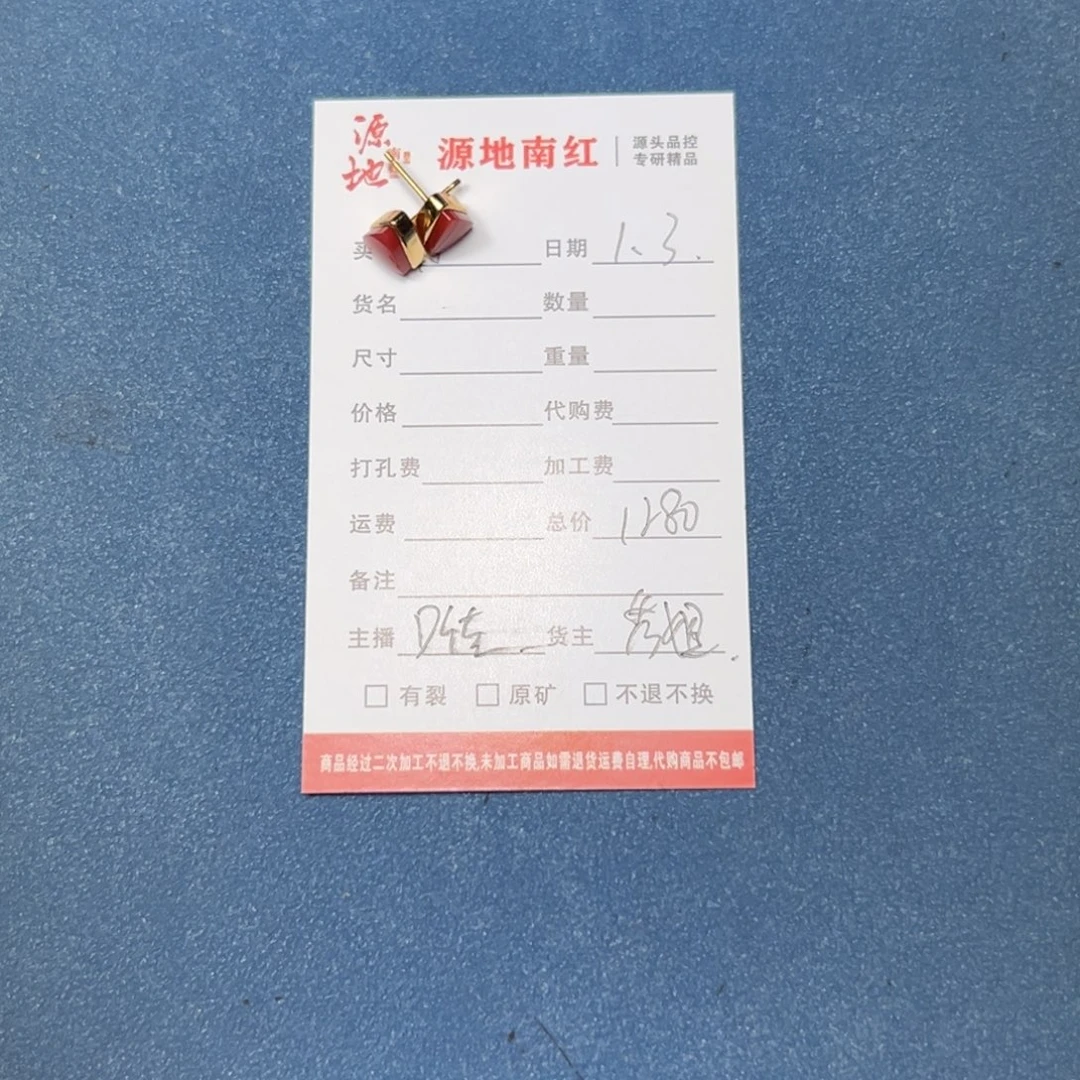 源地
源地南红 源头品控
专研精品
卖 日期 1.3.
货名 数量
尺寸 重量
价格 代购费
打孔费 加工费
运费 总价 1280
备注
主播 货主
有裂 原矿 不退不换
商品经过二次加工不退不换,未加工商品如需退货运费自理,代购商品不包邮